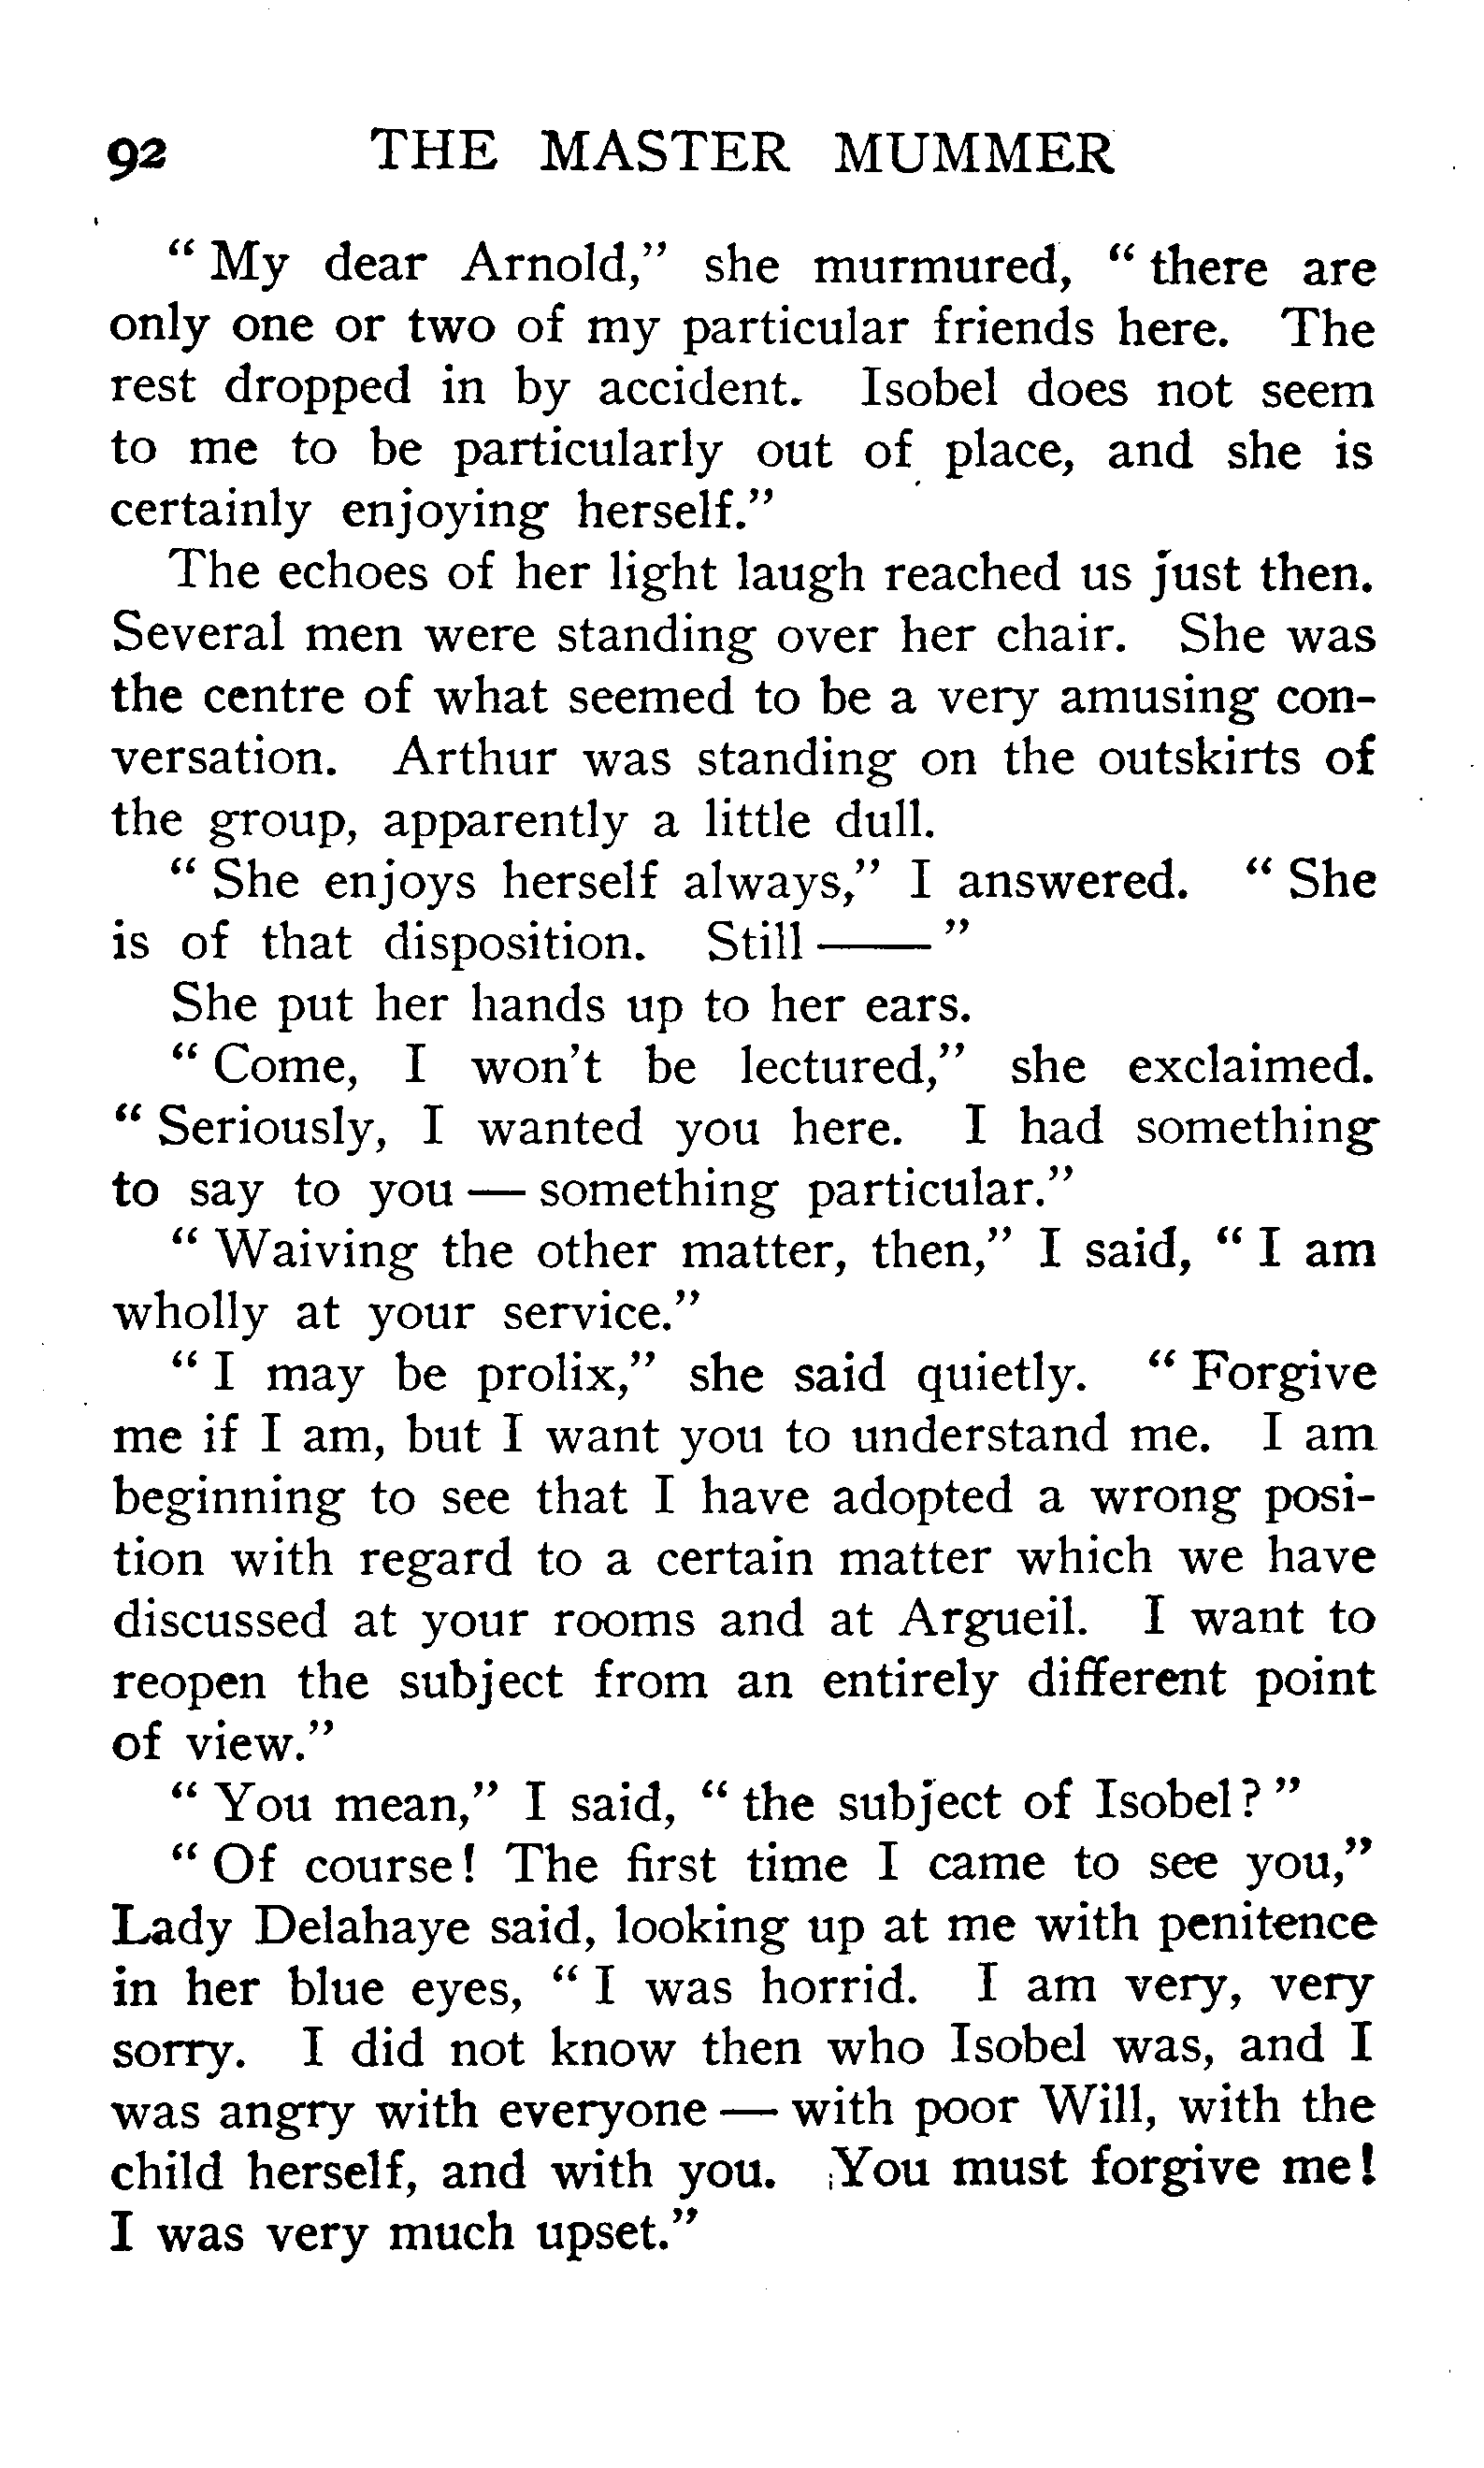 92 THE MASTER MUMMER
" My dear Arnold," she murmured, " there are
only one or two of my particular friends here. The
rest dropped in by accident. Isobel does not seem
to me to be particularly out of place, and she is
certainly enjoying herself."
The echoes of her light laugh reached us just then.
Several men were standing over her chair. She was
the centre of what seemed to be a very amusing con-
versation. Arthur was standing on the outskirts of
the group, apparently a little dull.
" She enjoys herself always," I answered. " She
is of that disposition. Still —— "
She put her hands up to her ears.
" Come, I won't be lectured," she exclaimed.
" Seriously, I wanted you here. I had something
to say to you — something particular."
" Waiving the other matter, then," I said, " I am
wholly at your service."
" I may be prolix," she said quietly. " Forgive
me if I am, but I want you to understand me. I am
beginning to see that I have adopted a wrong posi-
tion with regard to a certain matter which we have
discussed at your rooms and at Argueil. I want to
reopen the subject from an entirely different point
of view."
" You mean," I said, " the subject of Isobel? "
" Of course! The first time I came to see you,"
Lady Delahaye said, looking up at me with penitence
in her blue eyes, " I was horrid. I am very, very
sorry. I did not know then who Isobel was, and I
was angry with everyone — with poor Will, with the
child herself, and with you. You must forgive me!
I was very much upset."